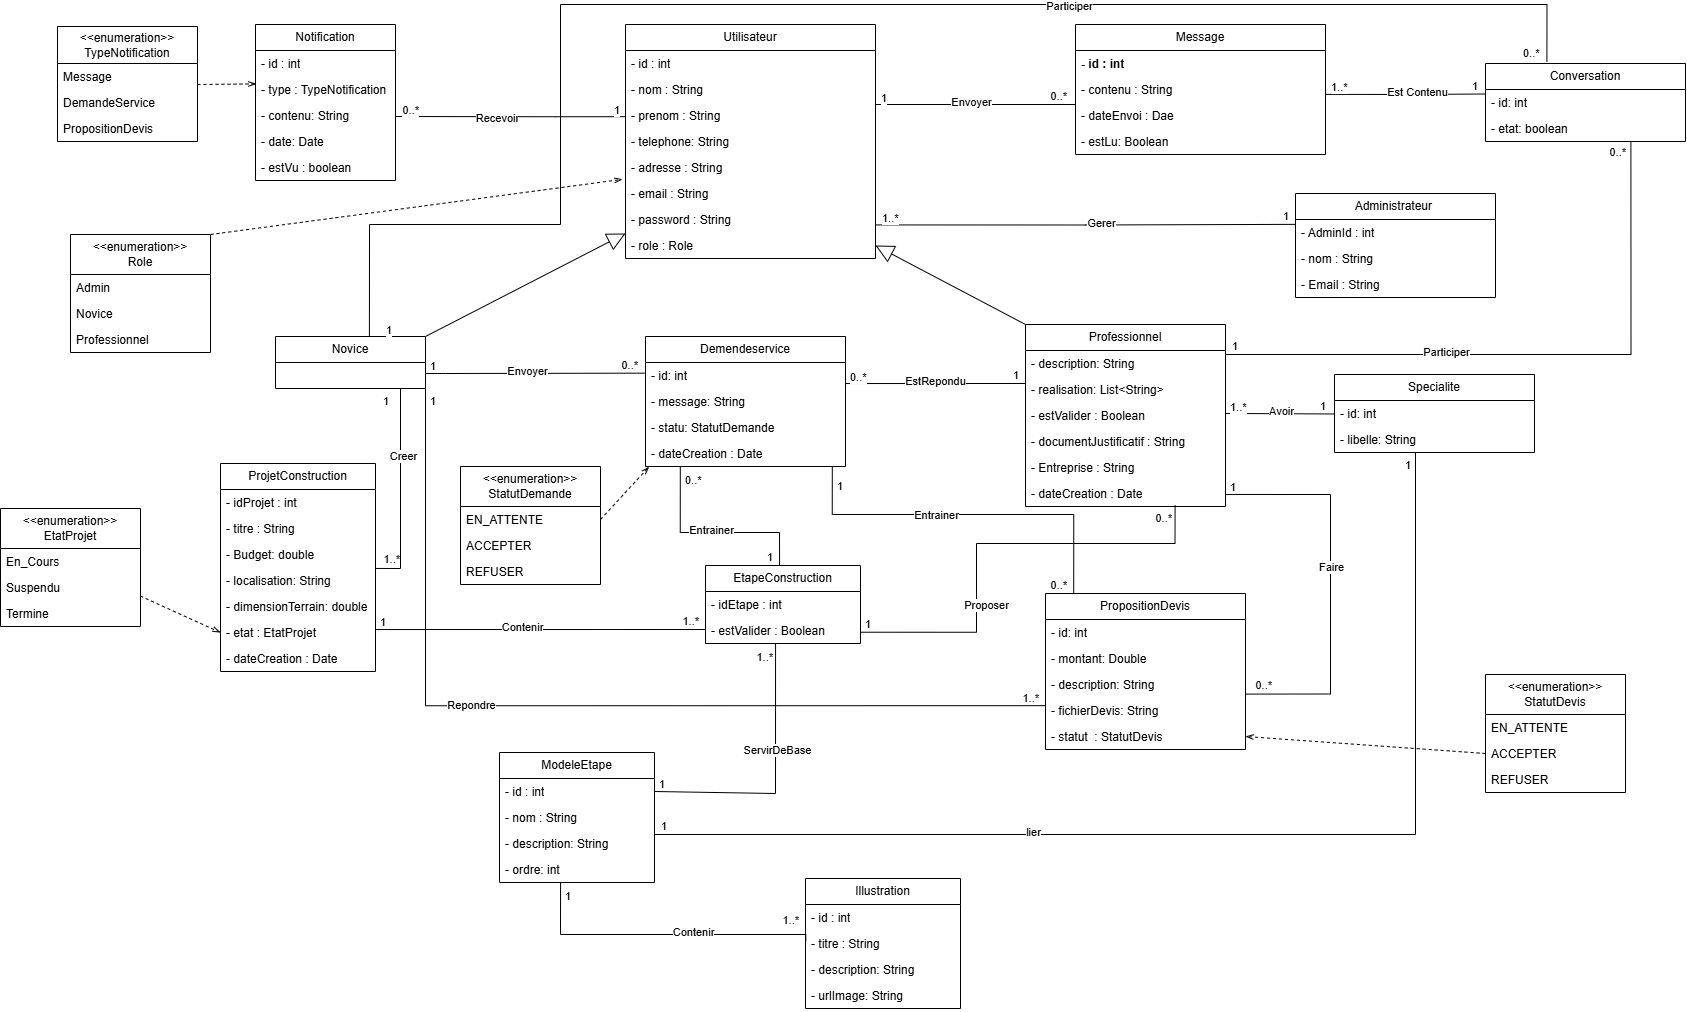 Participer
<<enumeration>>
TypeNotification
Message
DemandeService
PropositionDevis
Notification
- id : int
- type : TypeNotification
- contenu: String
- date: Date
- estVu : boolean
0..*
Recevoir
1
Utilisateur
- id : int
- nom : String
- prenom : String
- telephone: String
- adresse : String
- email : String
- password : String
- role : Role
1
Envoyer
0..*
Message
- id : int
- contenu : String
- dateEnvoi : Dae
- estLu: Boolean
1..*
Est Contenu
1
0..*
Conversation
- id: int
- etat: boolean
0..*
1..*
Gerer
1
Administrateur
- AdminId : int
- nom : String
- Email : String
<<enumeration>>
Role
Admin
Novice
Professionnel
1
Novice
1
Envoyer
0..*
1
1
Creer
1..*
Demendeservice
- id: int
- message: String
- statu: StatutDemande
- dateCreation : Date
0..*
EstRepondu
1
Professionnel
- description: String
- realisation: List<String>
- estValider : Boolean
- documentJustificatif : String
- Entreprise : String
- dateCreation : Date
1
Participer
1..*
Avoir
1
Specialite
- id: int
- libelle: String
1
ProjetConstruction
- idProjet : int
- titre : String
- Budget: double
- localisation: String
- dimensionTerrain: double
- etat : EtatProjet
- dateCreation : Date
<<enumeration>>
EtatProjet
En_Cours
Suspendu
Termine
<<enumeration>>
StatutDemande
EN_ATTENTE
ACCEPTER
REFUSER
0..*
Entrainer
1
1
Entrainer
0..*
0..*
1
Faire
0..*
EtapeConstruction
- idEtape : int
- estValider : Boolean
1
Contenir
1..*
1
Proposer
1..*
PropositionDevis
- id: int
- montant: Double
- description: String
- fichierDevis: String
- statut : StatutDevis
Repondre
1..*
<<enumeration>>
StatutDevis
EN_ATTENTE
ACCEPTER
REFUSER
ServirDeBase
1
ModeleEtape
- id : int
- nom : String
- description: String
- ordre: int
1
lier
1
Contenir
1..*
Illustration
- id : int
- titre : String
- description: String
- urlImage: String